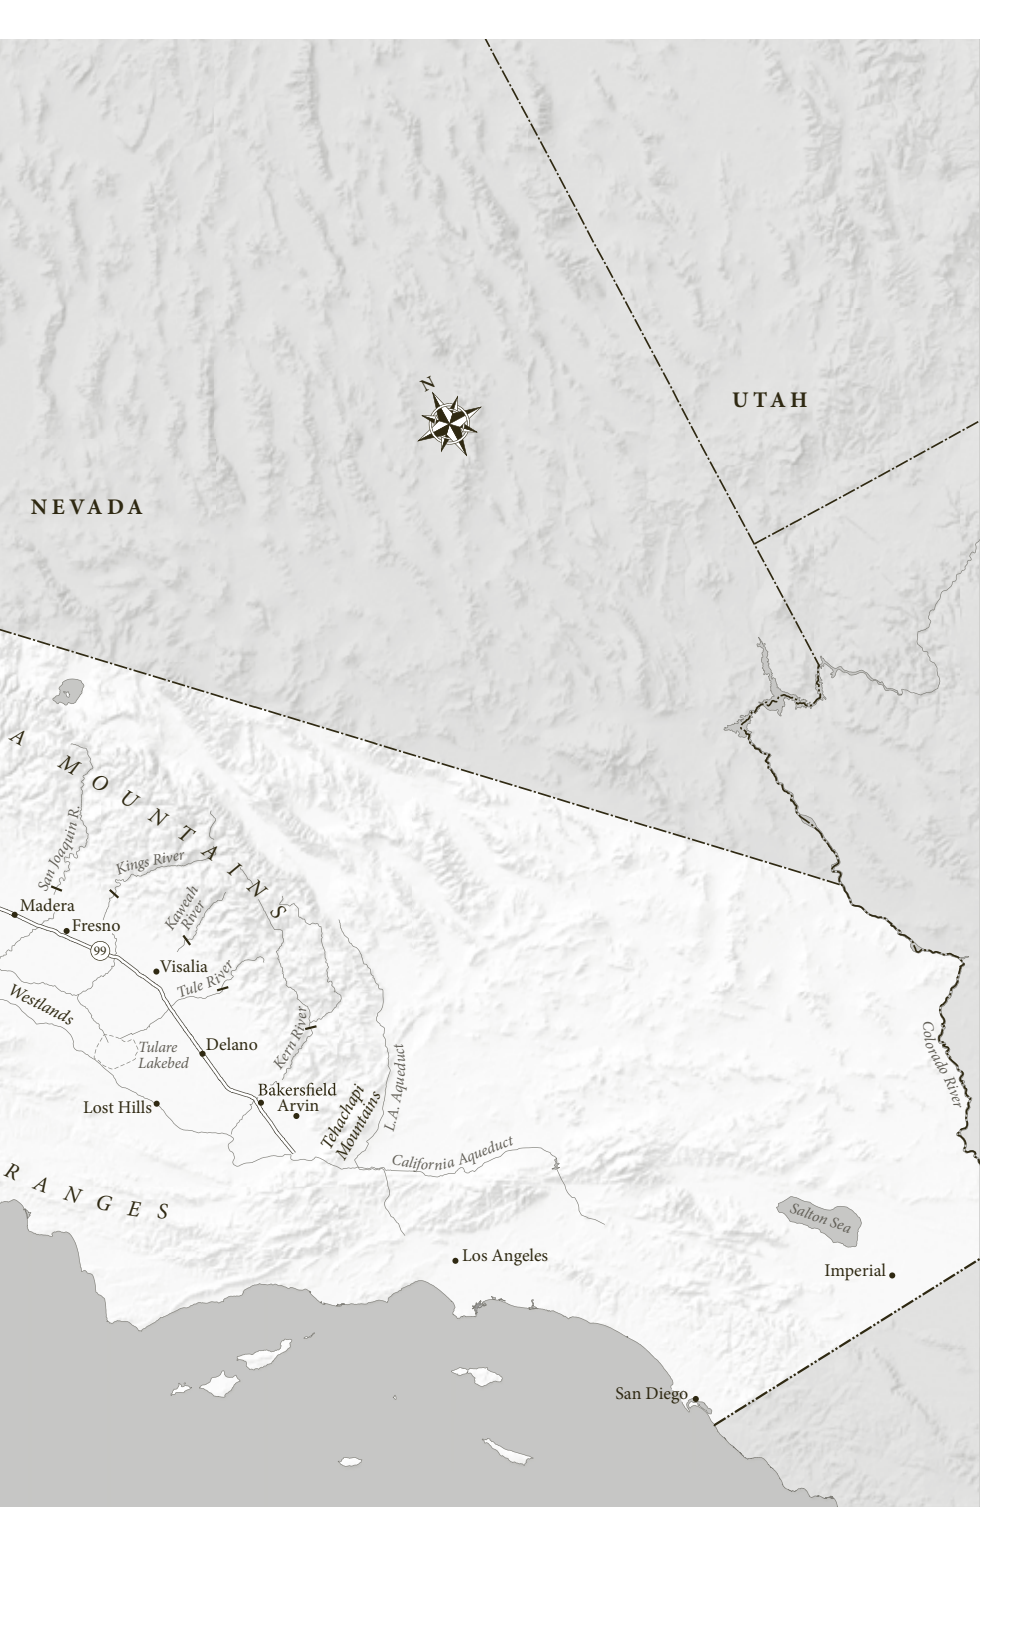 N
UTAH
NEVADA
A MOUNTAINS
San Joaquin R.
Kings River
Kaweah
River
Madera
Fresno
99
Visalia
Tule River
Westlands
Kern River
Colorado River
Delano
Tulare
Lakebed
L.A. Aqueduct
Bakersfield
Arvin
Lost Hills
Tehachapi
Mountains
California Aqueduct
RANGES
Salton Sea
Los Angeles
Imperial
San Diego